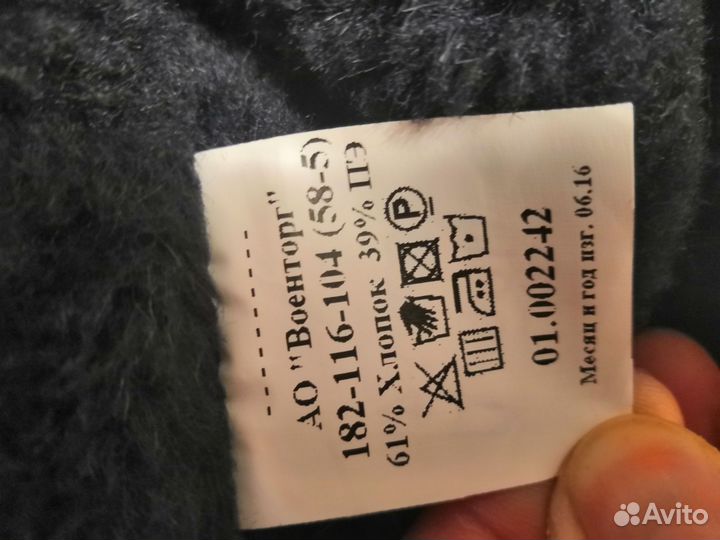 АО "Военторг"
182-116-104 (58-5)
61% Хлопок 39% ПЭ
P
01.002242
Месяц и год изг. 06.16
Avito